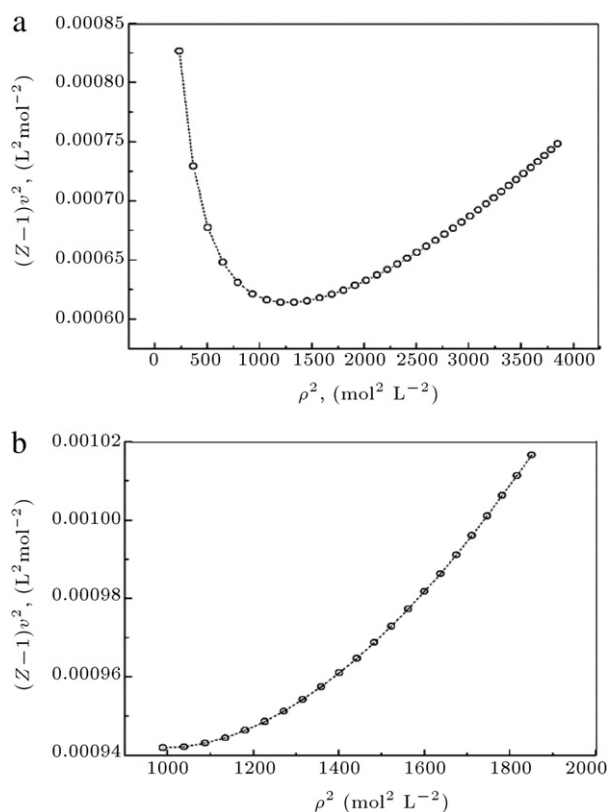 a
0.00085
0.00080
0.00075
0.00070
0.00065
0.00060
(Z−1)v², (L²mol⁻²)
0 500 1000 1500 2000 2500 3000 3500 4000
ρ², (mol² L⁻²)
b
0.00102
0.00100
0.00098
0.00096
0.00094
(Z−1)v², (L²mol⁻²)
1000 1200 1400 1600 1800 2000
ρ² (mol² L⁻²)